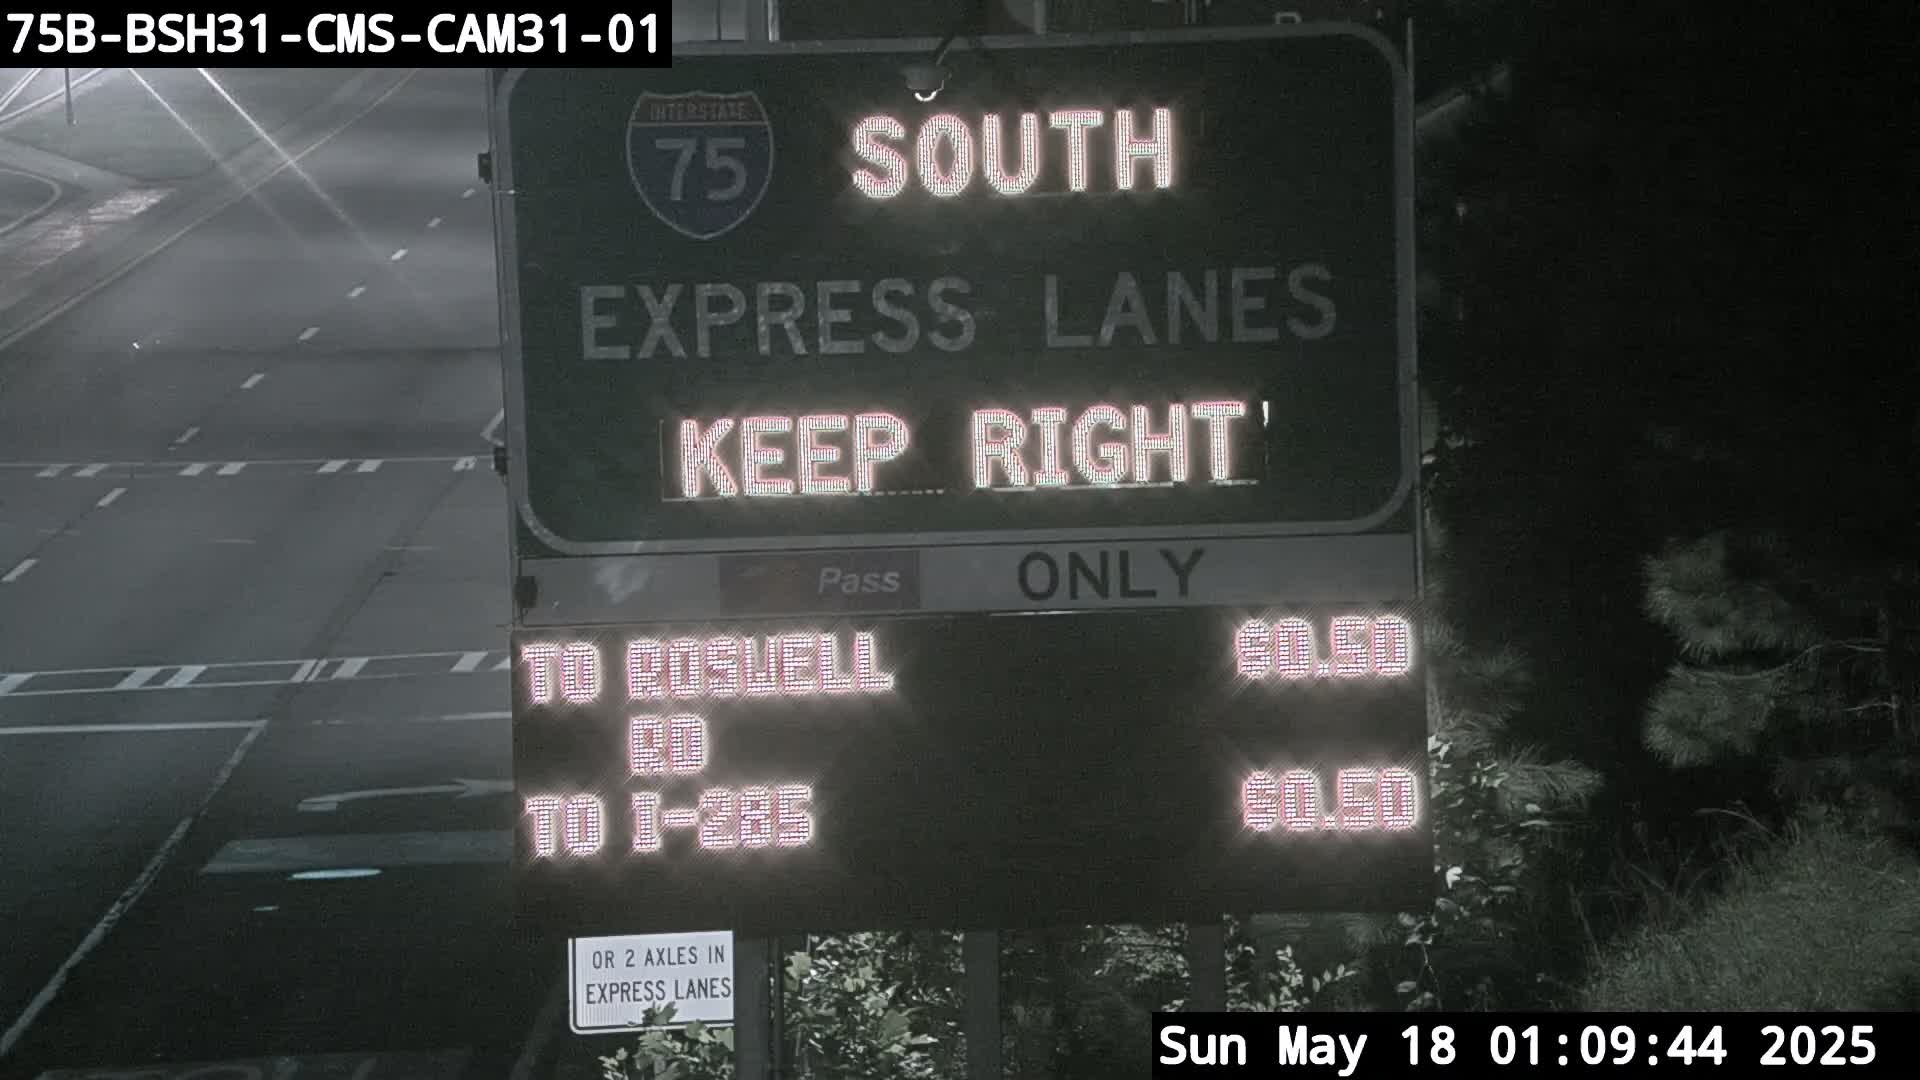 75B-BSH31-CMS-CAM31-01
INTERSTATE
75
SOUTH
EXPRESS LANES
KEEP RIGHT
Pass ONLY
TO ROSWELL $0.50
RD
TO I-285 $0.50
OR 2 AXLES IN
EXPRESS LANES
Sun May 18 01:09:44 2025